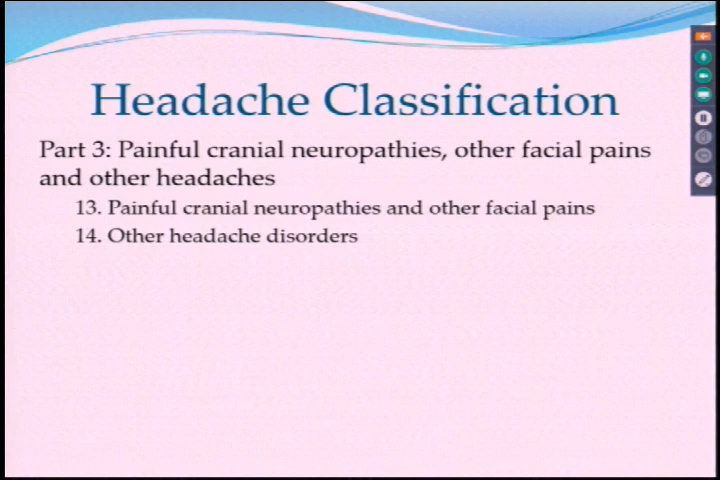 Headache Classification
Part 3: Painful cranial neuropathies, other facial pains
and other headaches
13. Painful cranial neuropathies and other facial pains
14. Other headache disorders